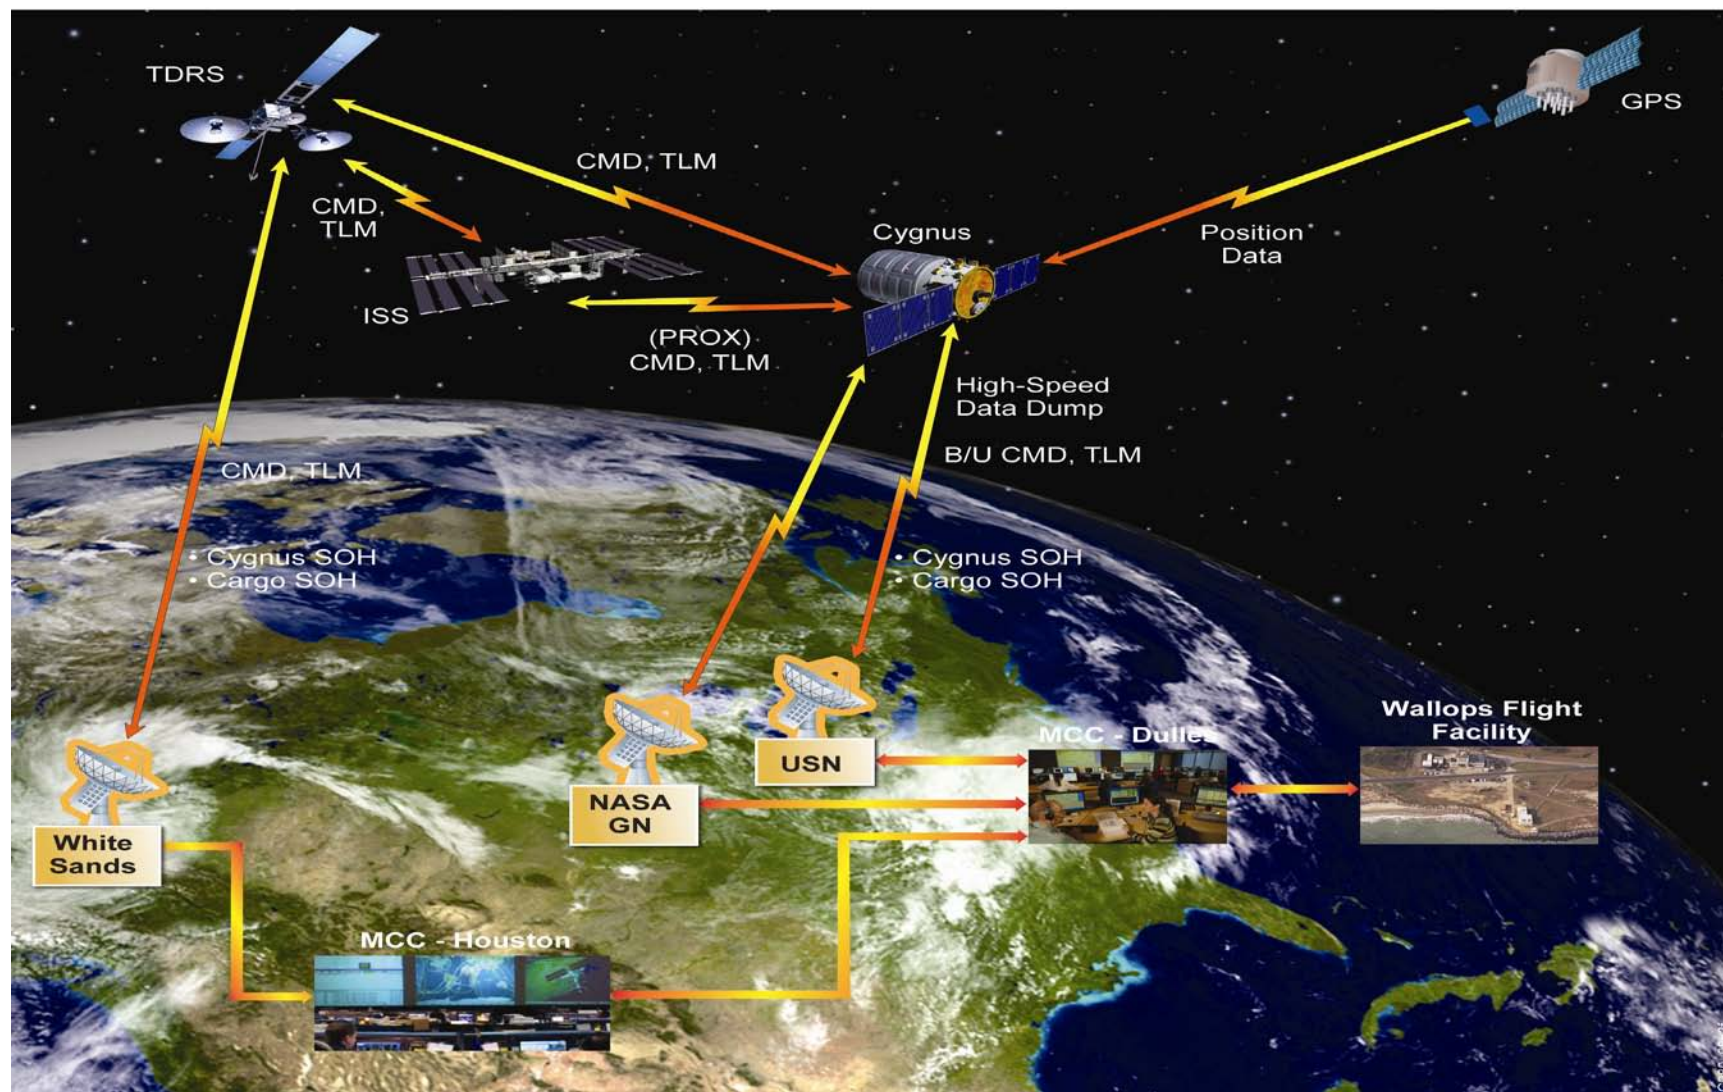 TDRS
GPS
CMD, TLM
CMD,
TLM
Cygnus
Position
Data
ISS
(PROX)
CMD, TLM
High-Speed
Data Dump
B/U CMD, TLM
CMD, TLM
• Cygnus SOH
• Cargo SOH
• Cygnus SOH
• Cargo SOH
Wallops Flight
Facility
MCC - Dulles
USN
NASA
GN
White
Sands
MCC - Houston